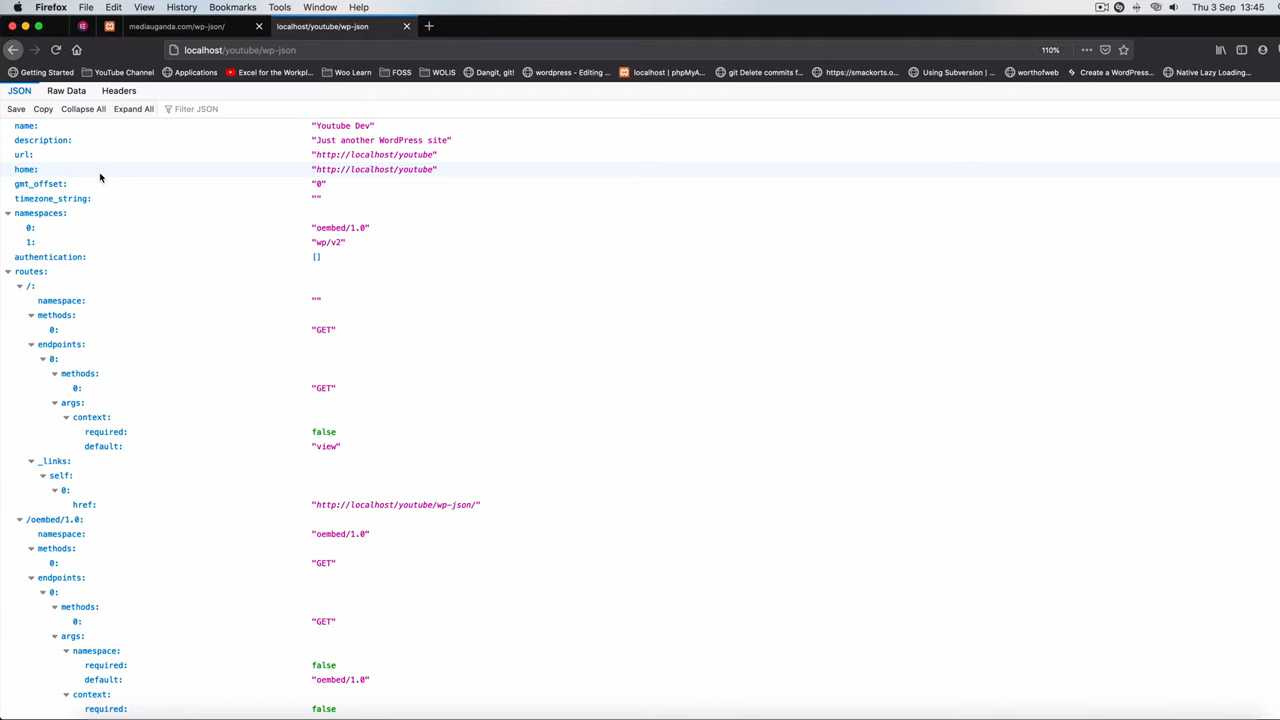 Firefox File Edit View History Bookmarks Tools Window Help Thu 3 Sep 13:45
mediauganda.com/wp-json/ localhost/youtube/wp-json
localhost/youtube/wp-json 110%
Getting Started YouTube Channel Applications Excel for the Workpl... Woo Learn FOSS WOLIS Dangit, git! wordpress - Editing ... localhost | phpMyA... git Delete commits f... https://smackorts.o... Using Subversion | ... worthofweb Create a WordPress... Native Lazy Loading...
JSON Raw Data Headers
Save Copy Collapse All Expand All Filter JSON
name: "Youtube Dev"
description: "Just another WordPress site"
url: "http://localhost/youtube"
home: "http://localhost/youtube"
gmt_offset: "0"
timezone_string: ""
namespaces:
0: "oembed/1.0"
1: "wp/v2"
authentication: []
routes:
/:
namespace: ""
methods:
0: "GET"
endpoints:
0:
methods:
0: "GET"
args:
context:
required: false
default: "view"
_links:
self:
0:
href: "http://localhost/youtube/wp-json/"
/oembed/1.0:
namespace: "oembed/1.0"
methods:
0: "GET"
endpoints:
0:
methods:
0: "GET"
args:
namespace:
required: false
default: "oembed/1.0"
context:
required: false